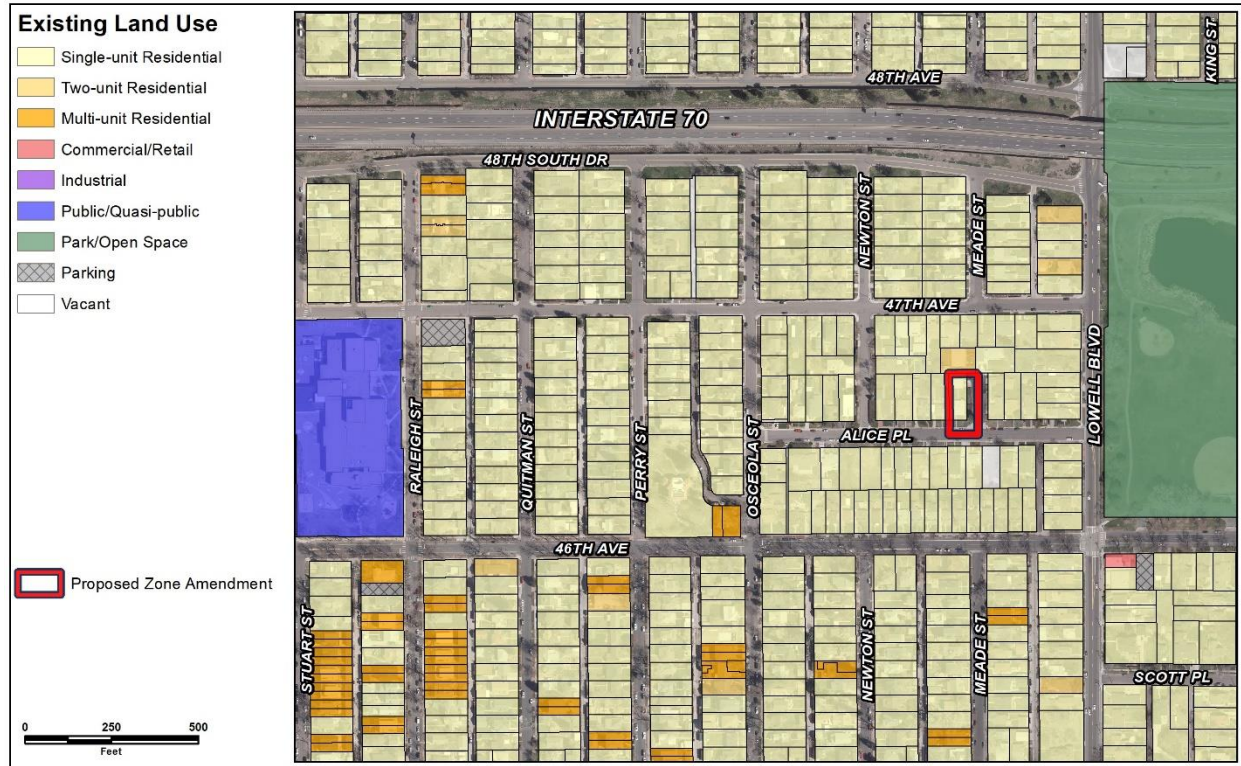 Existing Land Use
Single-unit Residential
Two-unit Residential
Multi-unit Residential
Commercial/Retail
Industrial
Public/Quasi-public
Park/Open Space
Parking
Vacant
Proposed Zone Amendment
0 250 500
Feet
KING ST
48TH AVE
INTERSTATE 70
48TH SOUTH DR
NEWTON ST
MEADE ST
47TH AVE
LOWELL BLVD
RALEIGH ST
QUITMAN ST
PERRY ST
OSCEOLA ST
ALICE PL
46TH AVE
STUART ST
NEWTON ST
MEADE ST
SCOTT PL